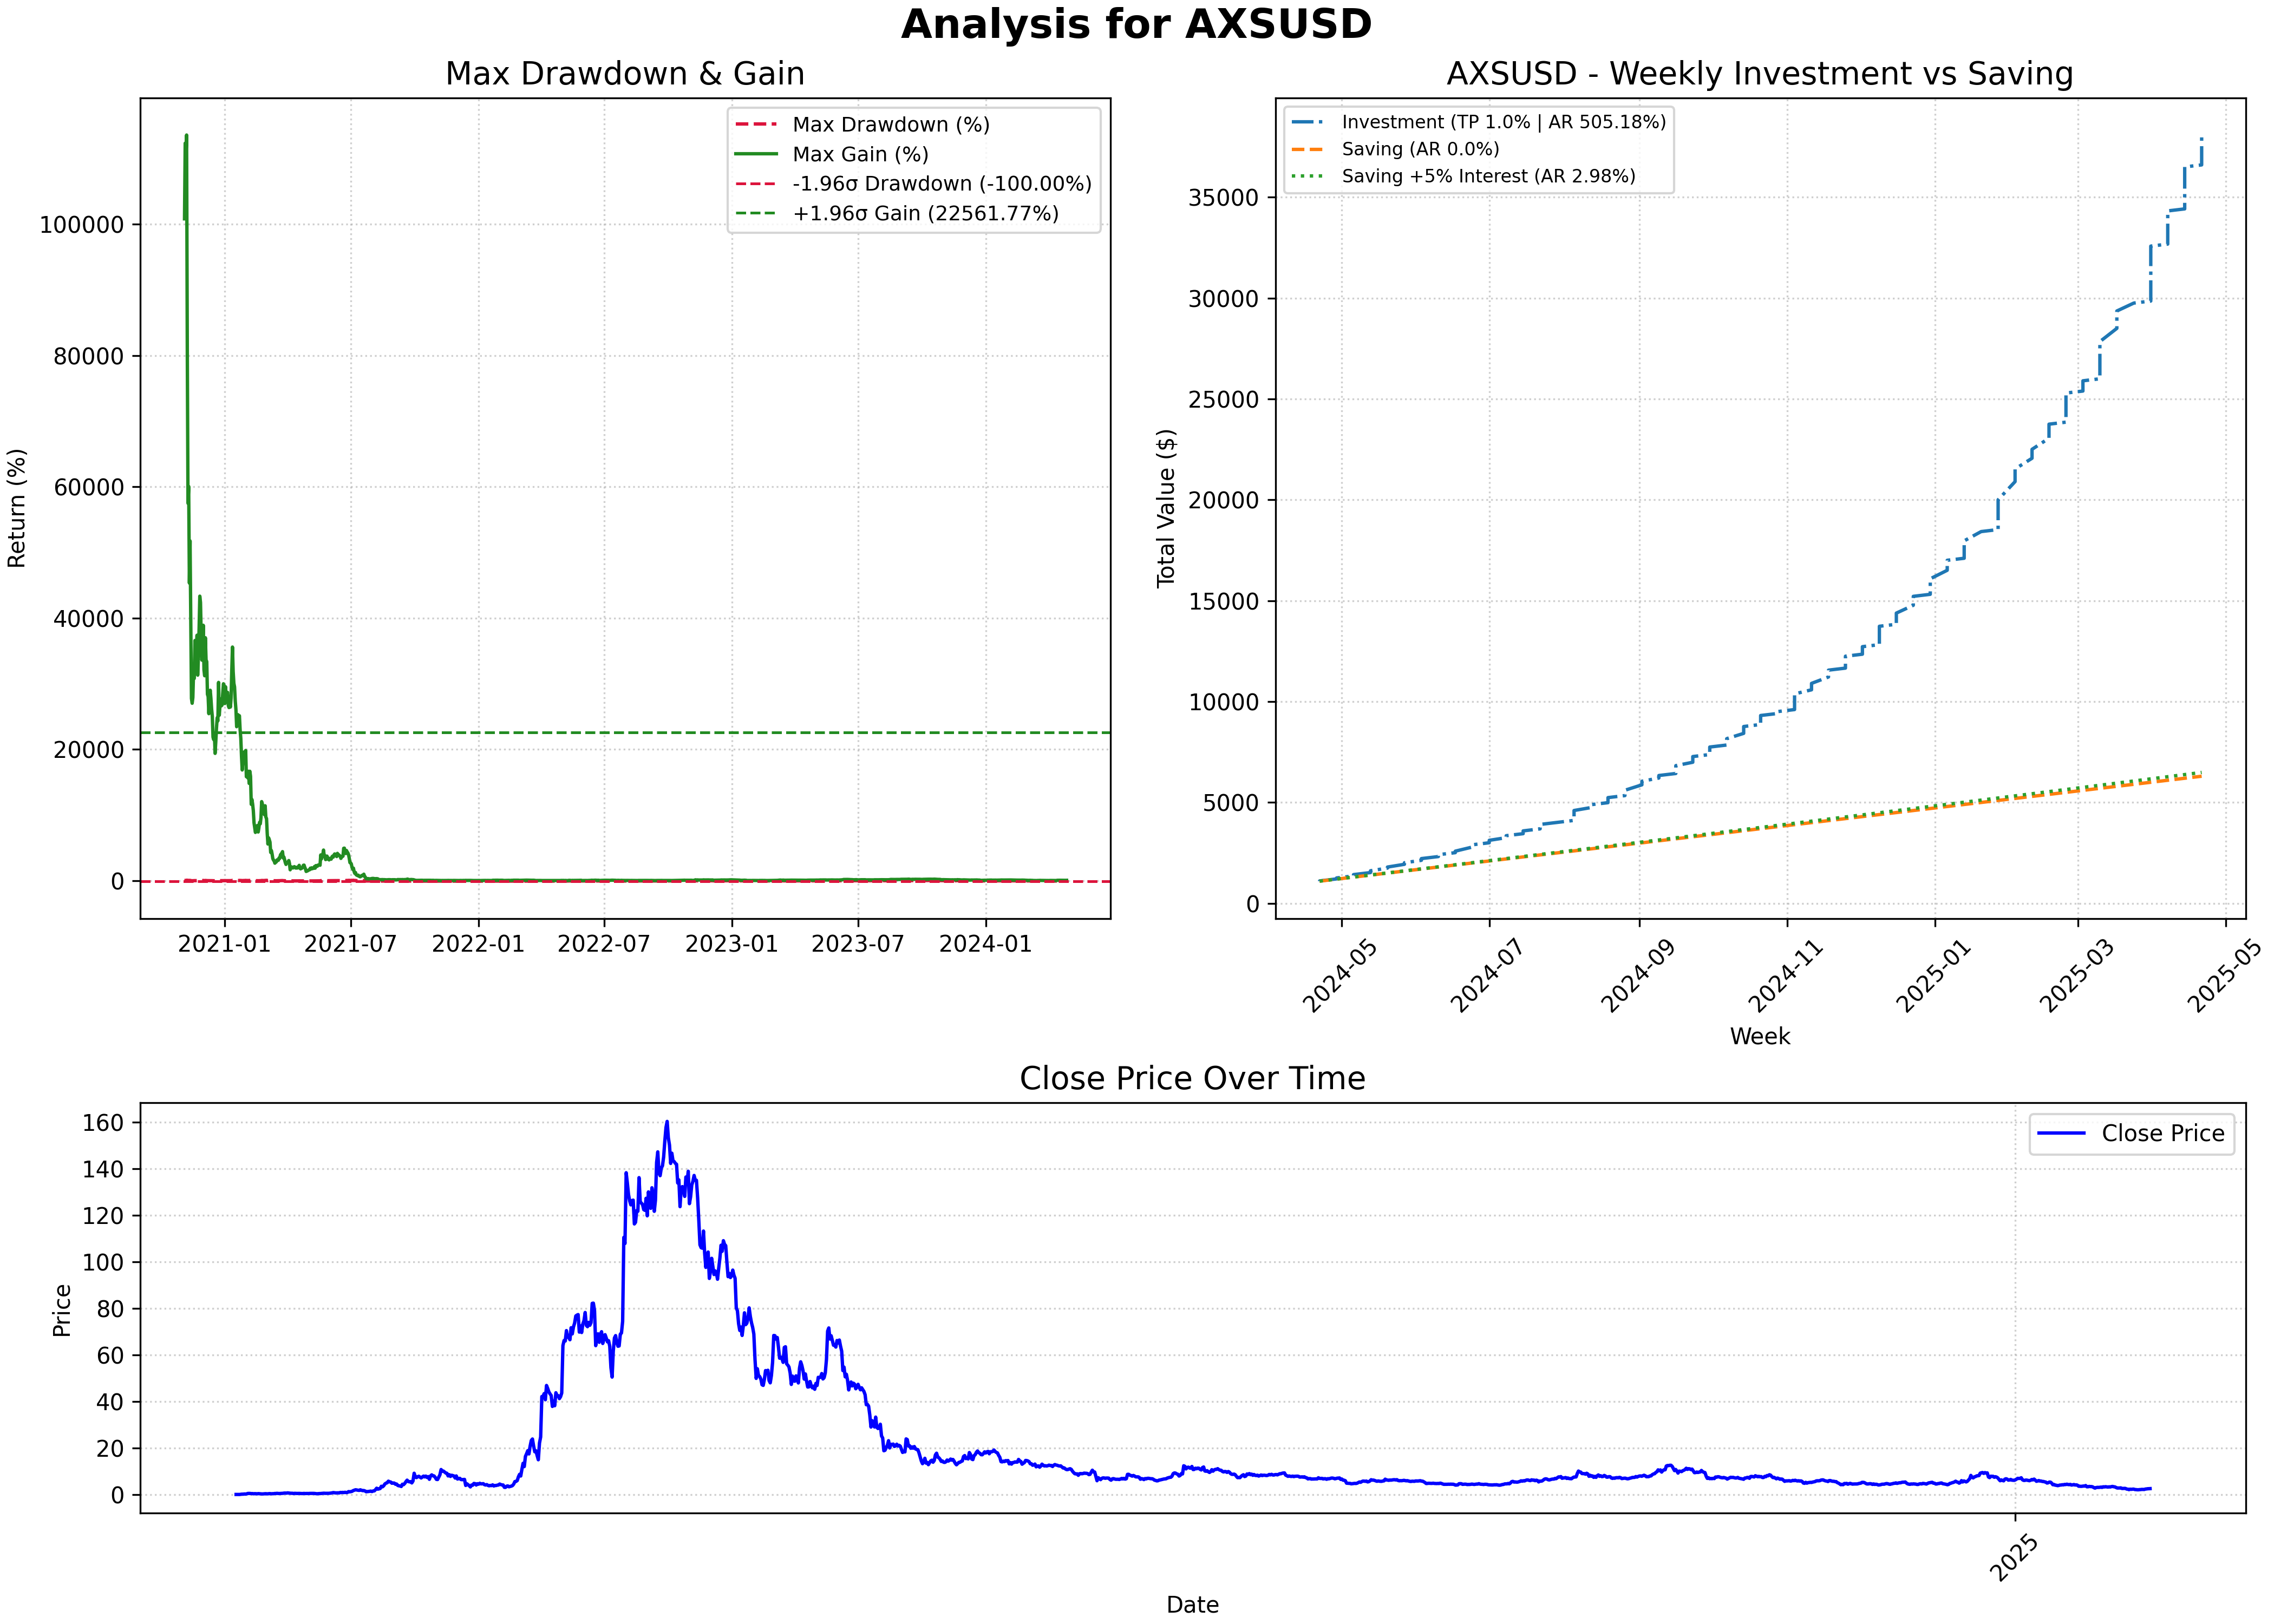 Analysis for AXSUSD
Max Drawdown & Gain
Return (%)
100000
80000
60000
40000
20000
0
2021-01
2021-07
2022-01
2022-07
2023-01
2023-07
2024-01
Max Drawdown (%)
Max Gain (%)
-1.96σ Drawdown (-100.00%)
+1.96σ Gain (22561.77%)
AXSUSD - Weekly Investment vs Saving
Investment (TP 1.0% | AR 505.18%)
Saving (AR 0.0%)
Saving +5% Interest (AR 2.98%)
Total Value ($)
35000
30000
25000
20000
15000
10000
5000
0
2024-05
2024-07
2024-09
2024-11
2025-01
2025-03
2025-05
Week
Close Price Over Time
Close Price
Price
160
140
120
100
80
60
40
20
0
2025
Date